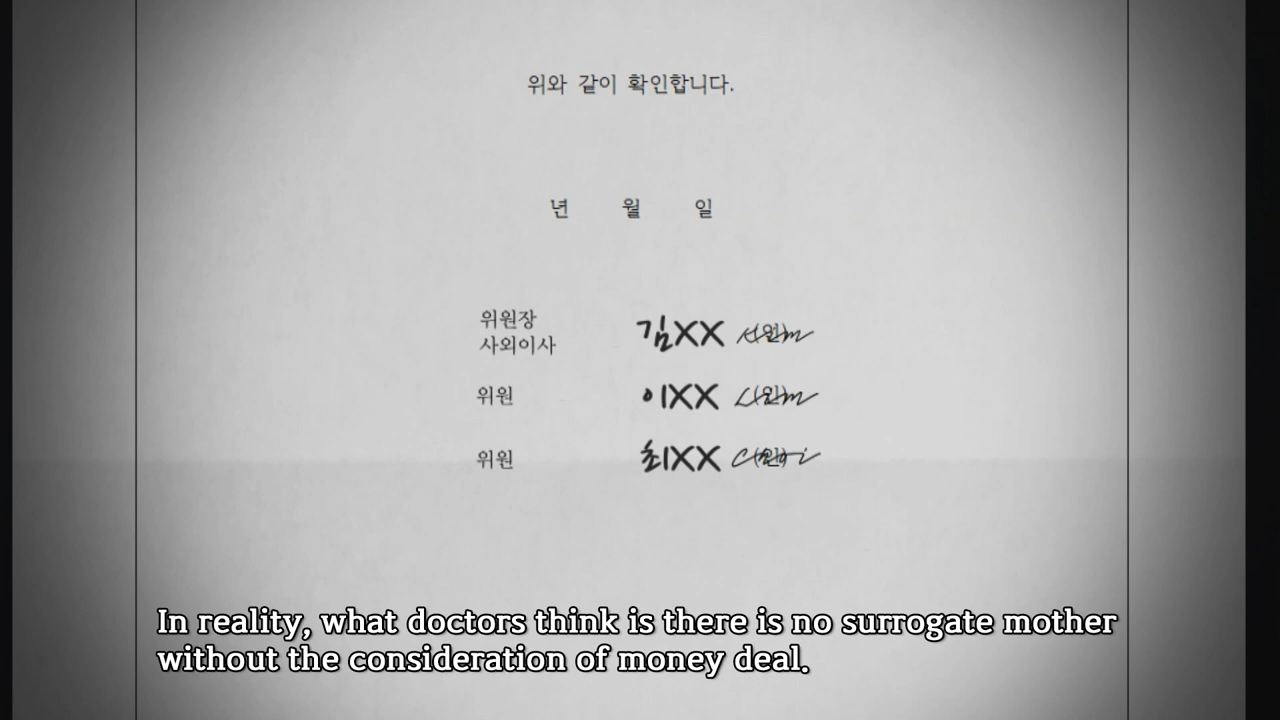 위와 같이 확인합니다.
년 월 일
위원장
사외이사
김XX
위원 이XX
위원 최XX
In reality, what doctors think is there is no surrogate mother
without the consideration of money deal.